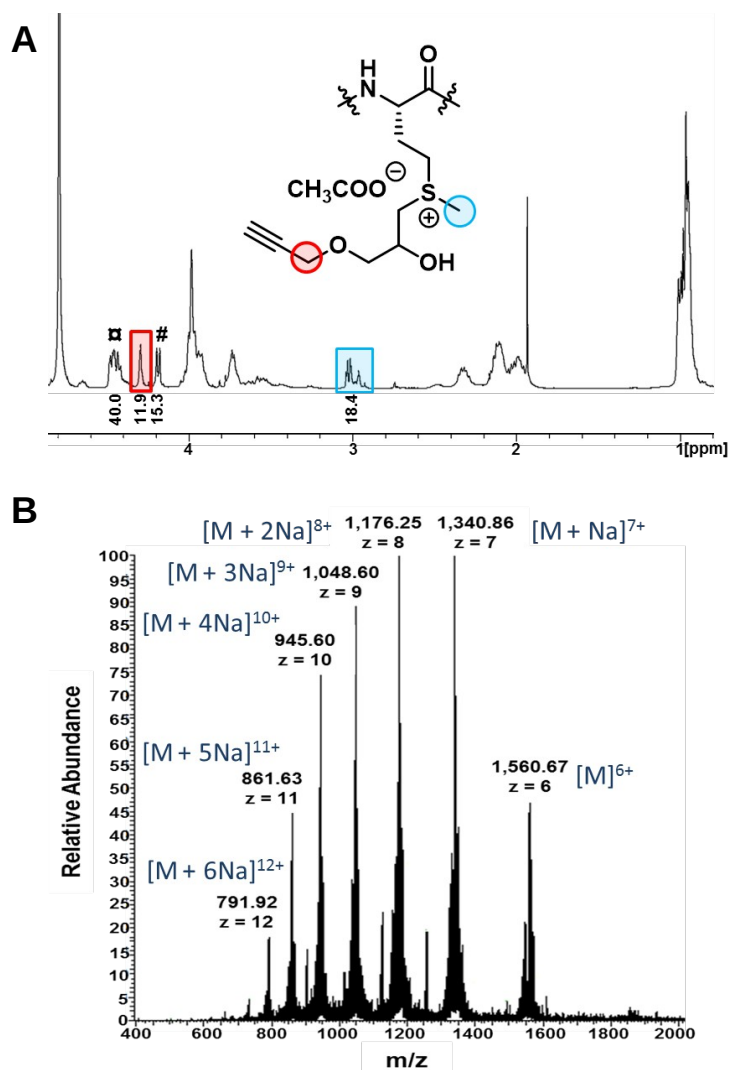 A
H
N
O
CH₃COO ⊖
S
⊕
O
OH
¤
#
40.0
11.9
15.3
18.4
4
3
2
1[ppm]
B
[M + 2Na]⁸⁺
1,176.25
z = 8
1,340.86
z = 7
[M + Na]⁷⁺
[M + 3Na]⁹⁺
1,048.60
z = 9
[M + 4Na]¹⁰⁺
945.60
z = 10
[M + 5Na]¹¹⁺
861.63
z = 11
1,560.67
z = 6
[M]⁶⁺
[M + 6Na]¹²⁺
791.92
z = 12
Relative Abundance
100
95
90
85
80
75
70
65
60
55
50
45
40
35
30
25
20
15
10
5
0
400
600
800
1000
1200
1400
1600
1800
2000
m/z